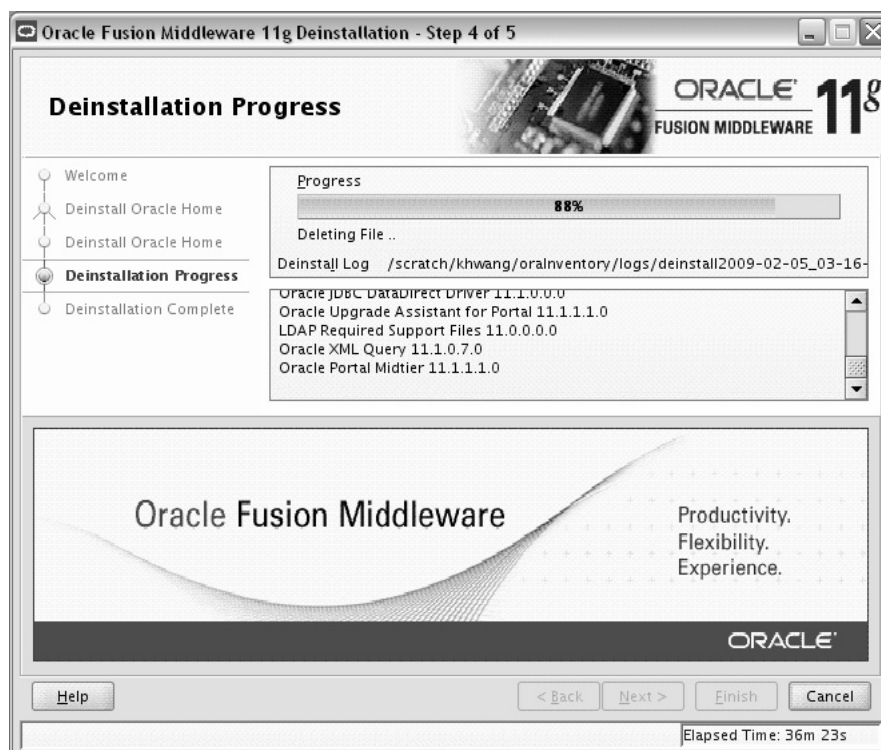 Oracle Fusion Middleware 11g Deinstallation - Step 4 of 5
Deinstallation Progress
ORACLE 11g
FUSION MIDDLEWARE
Welcome
Deinstall Oracle Home
Deinstall Oracle Home
Deinstallation Progress
Deinstallation Complete
Progress
88%
Deleting File ..
Deinstall Log /scratch/khwang/oraInventory/logs/deinstall2009-02-05_03-16-
Oracle JDBC DataDirect Driver 11.1.0.0.0
Oracle Upgrade Assistant for Portal 11.1.1.1.0
LDAP Required Support Files 11.0.0.0.0
Oracle XML Query 11.1.0.7.0
Oracle Portal Midtier 11.1.1.1.0
Oracle Fusion Middleware
Productivity.
Flexibility.
Experience.
ORACLE
Help
< Back
Next >
Finish
Cancel
Elapsed Time: 36m 23s